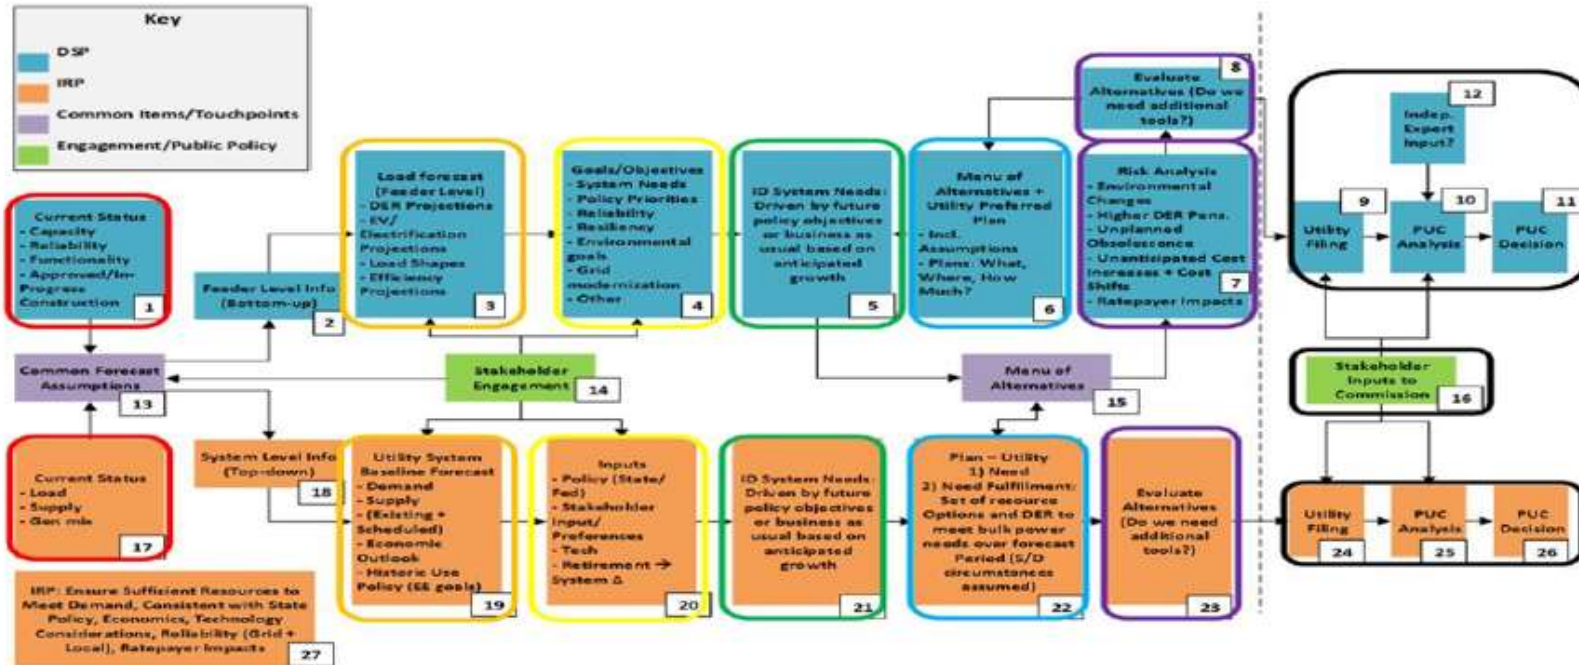 Key
DSP
IRP
Common Items/Touchpoints
Engagement/Public Policy
Current Status
- Capacity
- Reliability
- Functionality
- Approved/In-
Progress
Construction
1
Feeder Level Info
(Bottom-up)
2
Load forecast
(Feeder Level)
- DER Projections
- EV/
Electrification
Projections
- Load Shapes
- Efficiency
Projections
3
Goals/Objectives
- System Needs
- Policy Priorities
- Reliability
- Resiliency
- Environmental
goals
- Grid
modernization
- Other
4
ID System Needs:
Driven by future
policy objectives
or business as
usual based on
anticipated
growth
5
Menu of
Alternatives +
Utility Preferred
Plan
- Incl.
Assumptions
- Plans: What,
Where, How
Much?
6
Evaluate
Alternatives (Do we
need additional
tools?)
8
Risk Analysis
- Environmental
Changes
- Higher DER Pens.
- Unplanned
Obsolescence
- Unanticipated Cost
Increases + Cost
Shifts
- Ratepayer Impacts
7
Indep.
Expert
Input?
12
Utility
Filing
9
PUC
Analysis
10
PUC
Decision
11
Common Forecast
Assumptions
13
Stakeholder
Engagement
14
Menu of
Alternatives
15
Stakeholder
Inputs to
Commission
16
Current Status
- Load
- Supply
- Gen mix
17
System Level Info
(Top-down)
18
Utility System
Baseline Forecast
- Demand
- Supply
- (Existing +
Scheduled)
- Economic
Outlook
- Historic Use
Policy (EE goals)
19
Inputs
- Policy (State/
Fed)
- Stakeholder
Input/
Preferences
- Tech
- Retirement →
System Δ
20
ID System Needs:
Driven by future
policy objectives
or business as
usual based on
anticipated
growth
21
Plan – Utility
1) Need
2) Need Fulfillment:
Set of resource
Options and DER to
meet bulk power
needs over forecast
Period (S/D
circumstances
assumed)
22
Evaluate
Alternatives
(Do we need
additional
tools?)
23
Utility
Filing
24
PUC
Analysis
25
PUC
Decision
26
IRP: Ensure Sufficient Resources to
Meet Demand, Consistent with State
Policy, Economics, Technology
Considerations, Reliability (Grid +
Local), Ratepayer Impacts
27